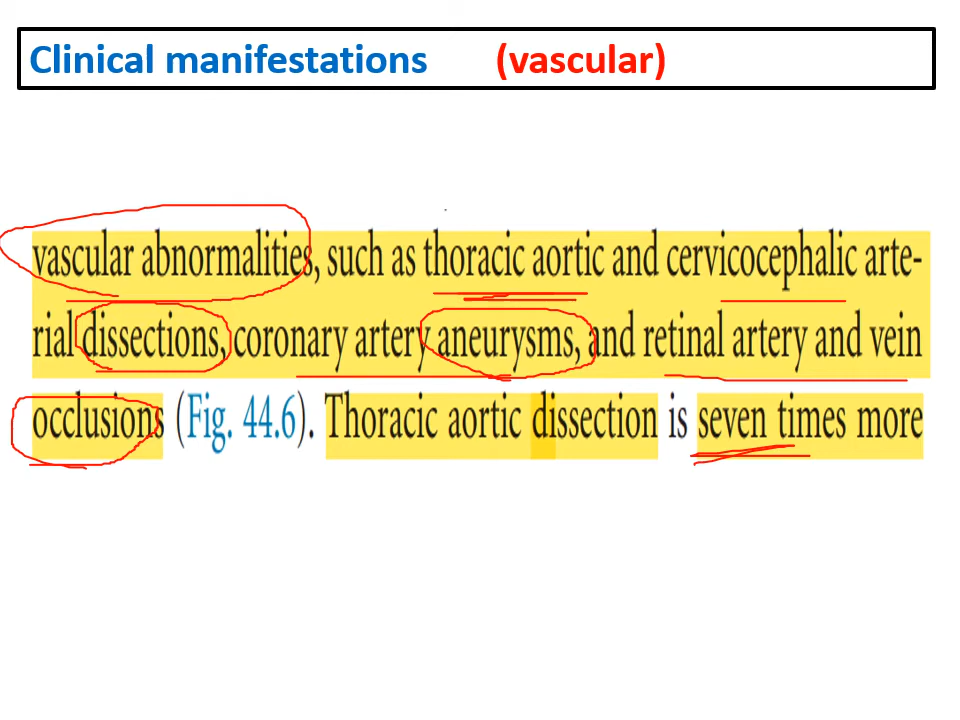 Clinical manifestations (vascular)
vascular abnormalities, such as thoracic aortic and cervicocephalic arte-
rial dissections, coronary artery aneurysms, and retinal artery and vein
occlusions (Fig. 44.6). Thoracic aortic dissection is seven times more